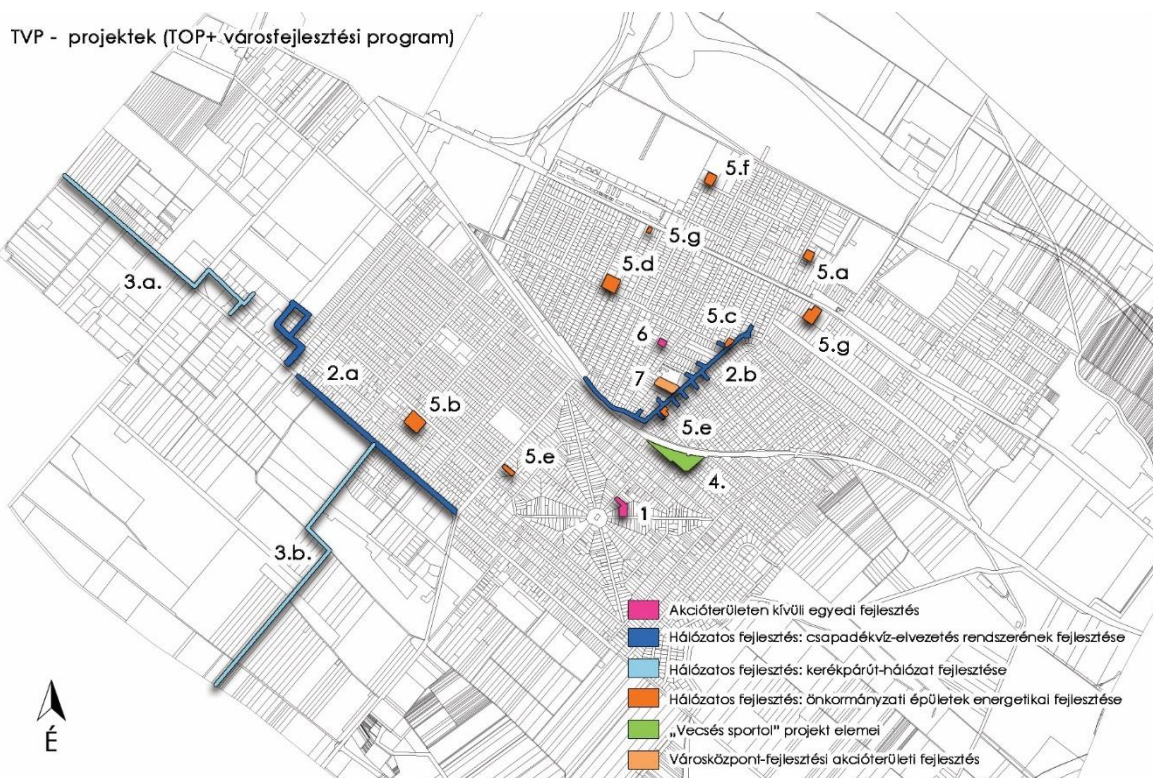 TVP - projektek (TOP+ városfejlesztési program)
5.f
5.g
5.a
5.d
3.a.
5.c
6
5.g
2.a
7
2.b
5.b
5.e
5.e
4.
1
3.b.
Akcióterületen kívüli egyedi fejlesztés
Hálózatos fejlesztés: csapadékvíz-elvezetés rendszerének fejlesztése
Hálózatos fejlesztés: kerékpárút-hálózat fejlesztése
Hálózatos fejlesztés: önkormányzati épületek energetikai fejlesztése
„Vecsés sportol" projekt elemei
Városközpont-fejlesztési akcióterületi fejlesztés
É